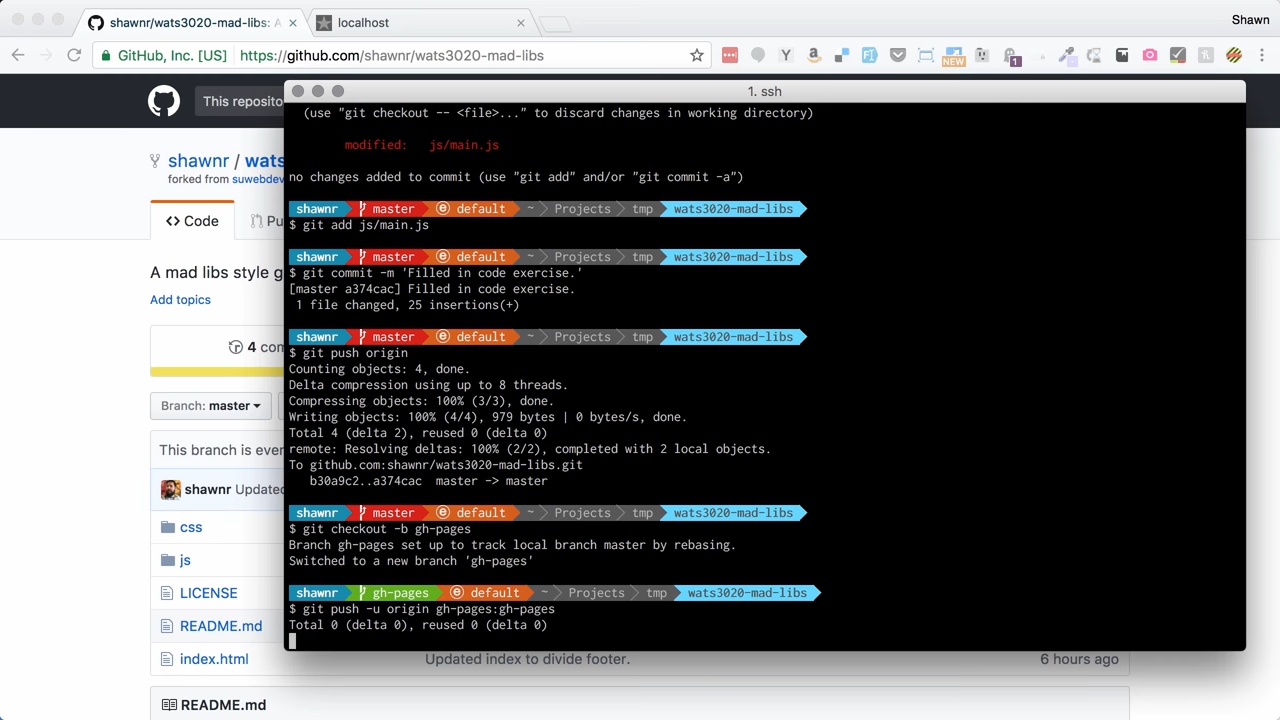 shawnr/wats3020-mad-libs: A
localhost
Shawn
GitHub, Inc. [US]
https://github.com/shawnr/wats3020-mad-libs
NEW
1
This reposito
shawnr / wats
forked from suwebdev
Code
Pu
A mad libs style g
Add topics
4 com
Branch: master
This branch is ever
shawnr Updated
css
js
LICENSE
README.md
index.html
Updated index to divide footer.
6 hours ago
README.md
1. ssh
(use "git checkout -- <file>..." to discard changes in working directory)
modified: js/main.js
no changes added to commit (use "git add" and/or "git commit -a")
shawnr master ⓔ default ~ Projects tmp wats3020-mad-libs
$ git add js/main.js
shawnr master ⓔ default ~ Projects tmp wats3020-mad-libs
$ git commit -m 'Filled in code exercise.'
[master a374cac] Filled in code exercise.
1 file changed, 25 insertions(+)
shawnr master ⓔ default ~ Projects tmp wats3020-mad-libs
$ git push origin
Counting objects: 4, done.
Delta compression using up to 8 threads.
Compressing objects: 100% (3/3), done.
Writing objects: 100% (4/4), 979 bytes | 0 bytes/s, done.
Total 4 (delta 2), reused 0 (delta 0)
remote: Resolving deltas: 100% (2/2), completed with 2 local objects.
To github.com:shawnr/wats3020-mad-libs.git
b30a9c2..a374cac master -> master
shawnr master ⓔ default ~ Projects tmp wats3020-mad-libs
$ git checkout -b gh-pages
Branch gh-pages set up to track local branch master by rebasing.
Switched to a new branch 'gh-pages'
shawnr gh-pages ⓔ default ~ Projects tmp wats3020-mad-libs
$ git push -u origin gh-pages:gh-pages
Total 0 (delta 0), reused 0 (delta 0)